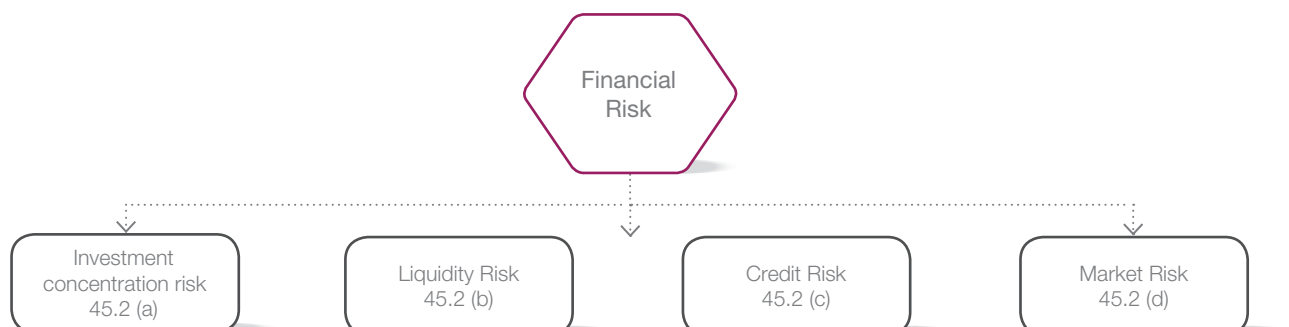 Financial
Risk
Investment
concentration risk
45.2 (a)
Liquidity Risk
45.2 (b)
Credit Risk
45.2 (c)
Market Risk
45.2 (d)